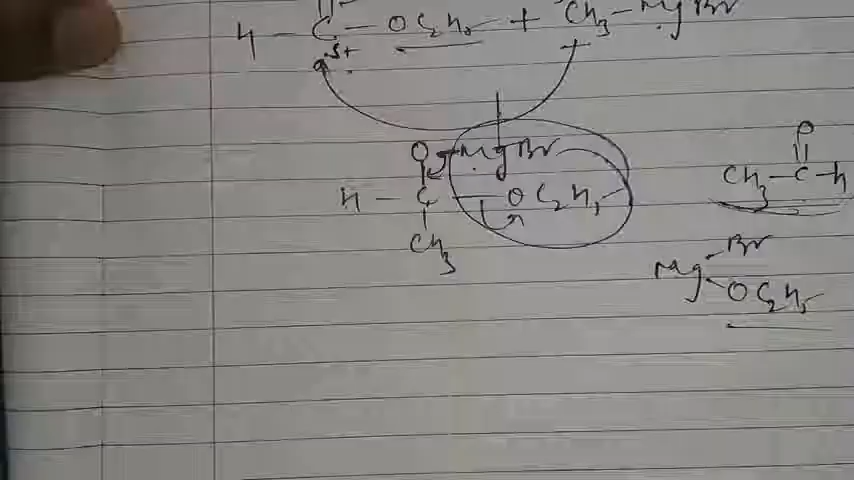 H - C - OC2H5 + CH3 - MgBr
δ+
O MgBr
H - C - OC2H5
CH3
O
CH3 - C - H
Mg Br
OC2H5